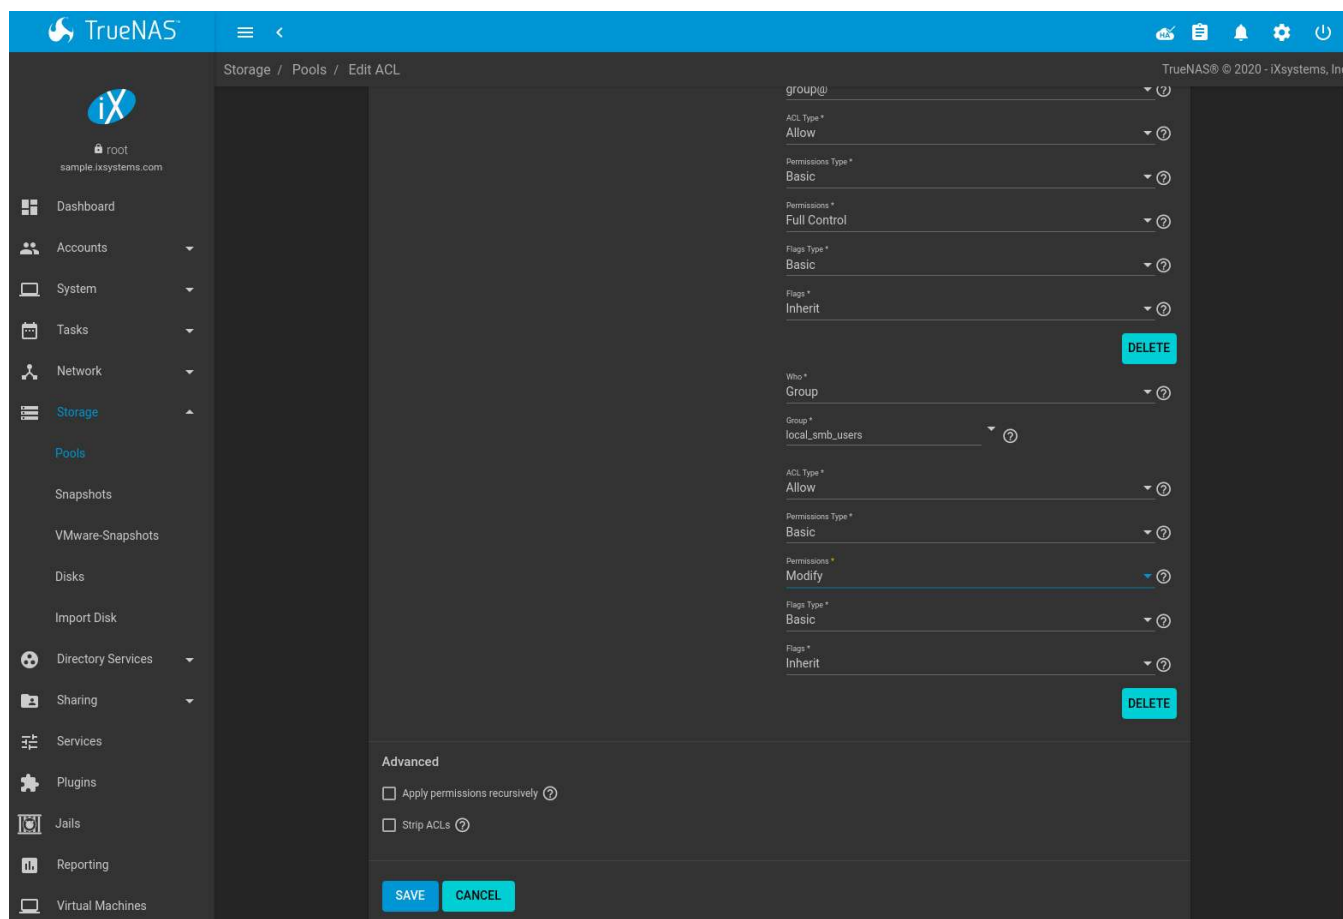 TrueNAS
HA
Storage / Pools / Edit ACL
TrueNAS® © 2020 - iXsystems, Inc
iX
root
sample.ixsystems.com
Dashboard
Accounts
System
Tasks
Network
Storage
Pools
Snapshots
VMware-Snapshots
Disks
Import Disk
Directory Services
Sharing
Services
Plugins
Jails
Reporting
Virtual Machines
group@
ACL Type *
Allow
Permissions Type *
Basic
Permissions *
Full Control
Flags Type *
Basic
Flags *
Inherit
DELETE
Who *
Group
Group *
local_smb_users
ACL Type *
Allow
Permissions Type *
Basic
Permissions *
Modify
Flags Type *
Basic
Flags *
Inherit
DELETE
Advanced
Apply permissions recursively
Strip ACLs
SAVE
CANCEL